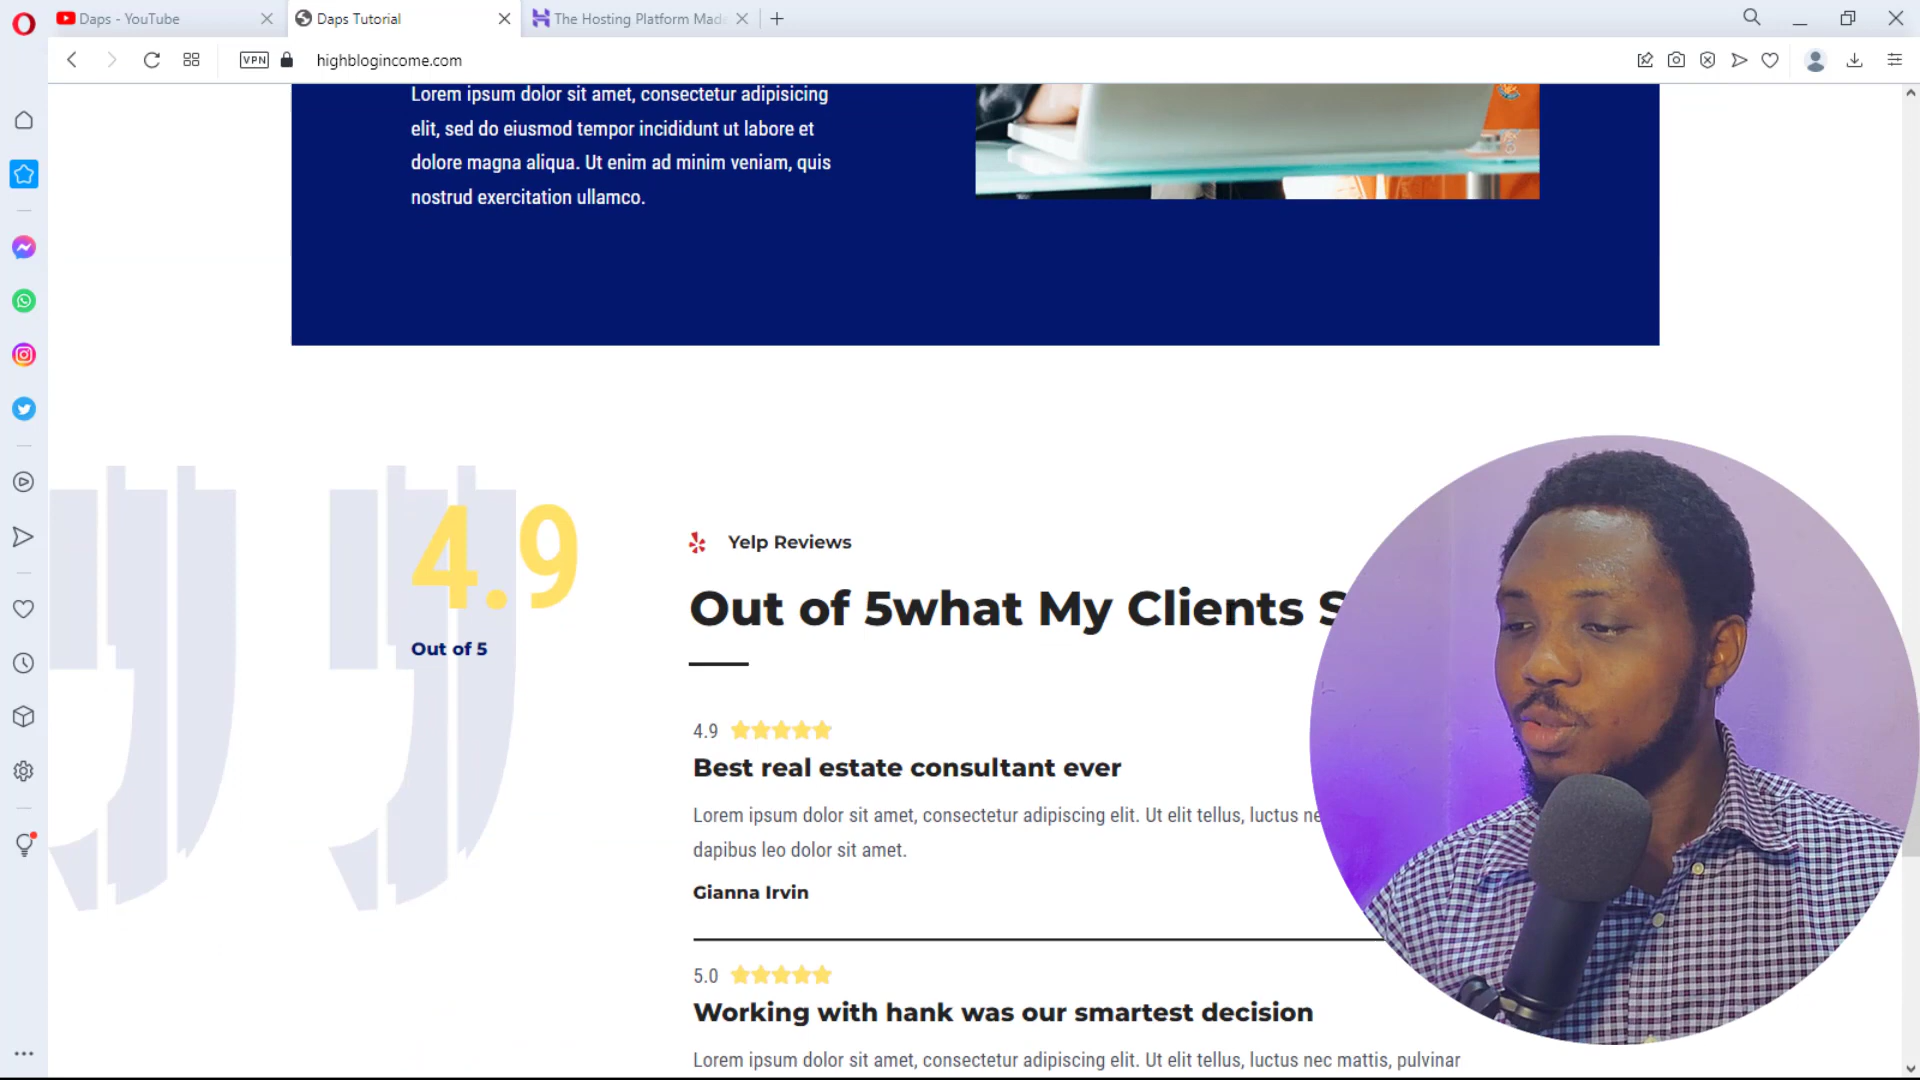 Daps - YouTube
Daps Tutorial
The Hosting Platform Made
VPN
highblogincome.com
Lorem ipsum dolor sit amet, consectetur adipisicing
elit, sed do eiusmod tempor incididunt ut labore et
dolore magna aliqua. Ut enim ad minim veniam, quis
nostrud exercitation ullamco.
4.9
Out of 5
Yelp Reviews
Out of 5what My Clients S
4.9
Best real estate consultant ever
Lorem ipsum dolor sit amet, consectetur adipiscing elit. Ut elit tellus, luctus ne
dapibus leo dolor sit amet.
Gianna Irvin
5.0
Working with hank was our smartest decision
Lorem ipsum dolor sit amet, consectetur adipiscing elit. Ut elit tellus, luctus nec mattis, pulvinar